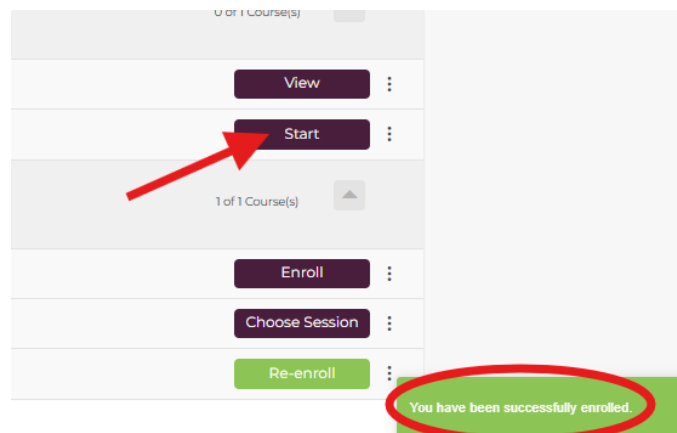 0 of 1 Course(s)
View
Start
1 of 1 Course(s)
Enroll
Choose Session
Re-enroll
You have been successfully enrolled.